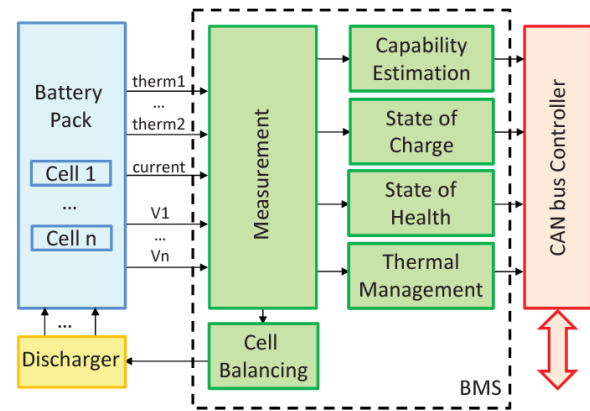 Battery
Pack
Cell 1
...
Cell n
therm1
...
therm2
current
V1
...
Vn
Measurement
Capability
Estimation
State of
Charge
State of
Health
Thermal
Management
CAN bus Controller
...
Discharger
Cell
Balancing
BMS